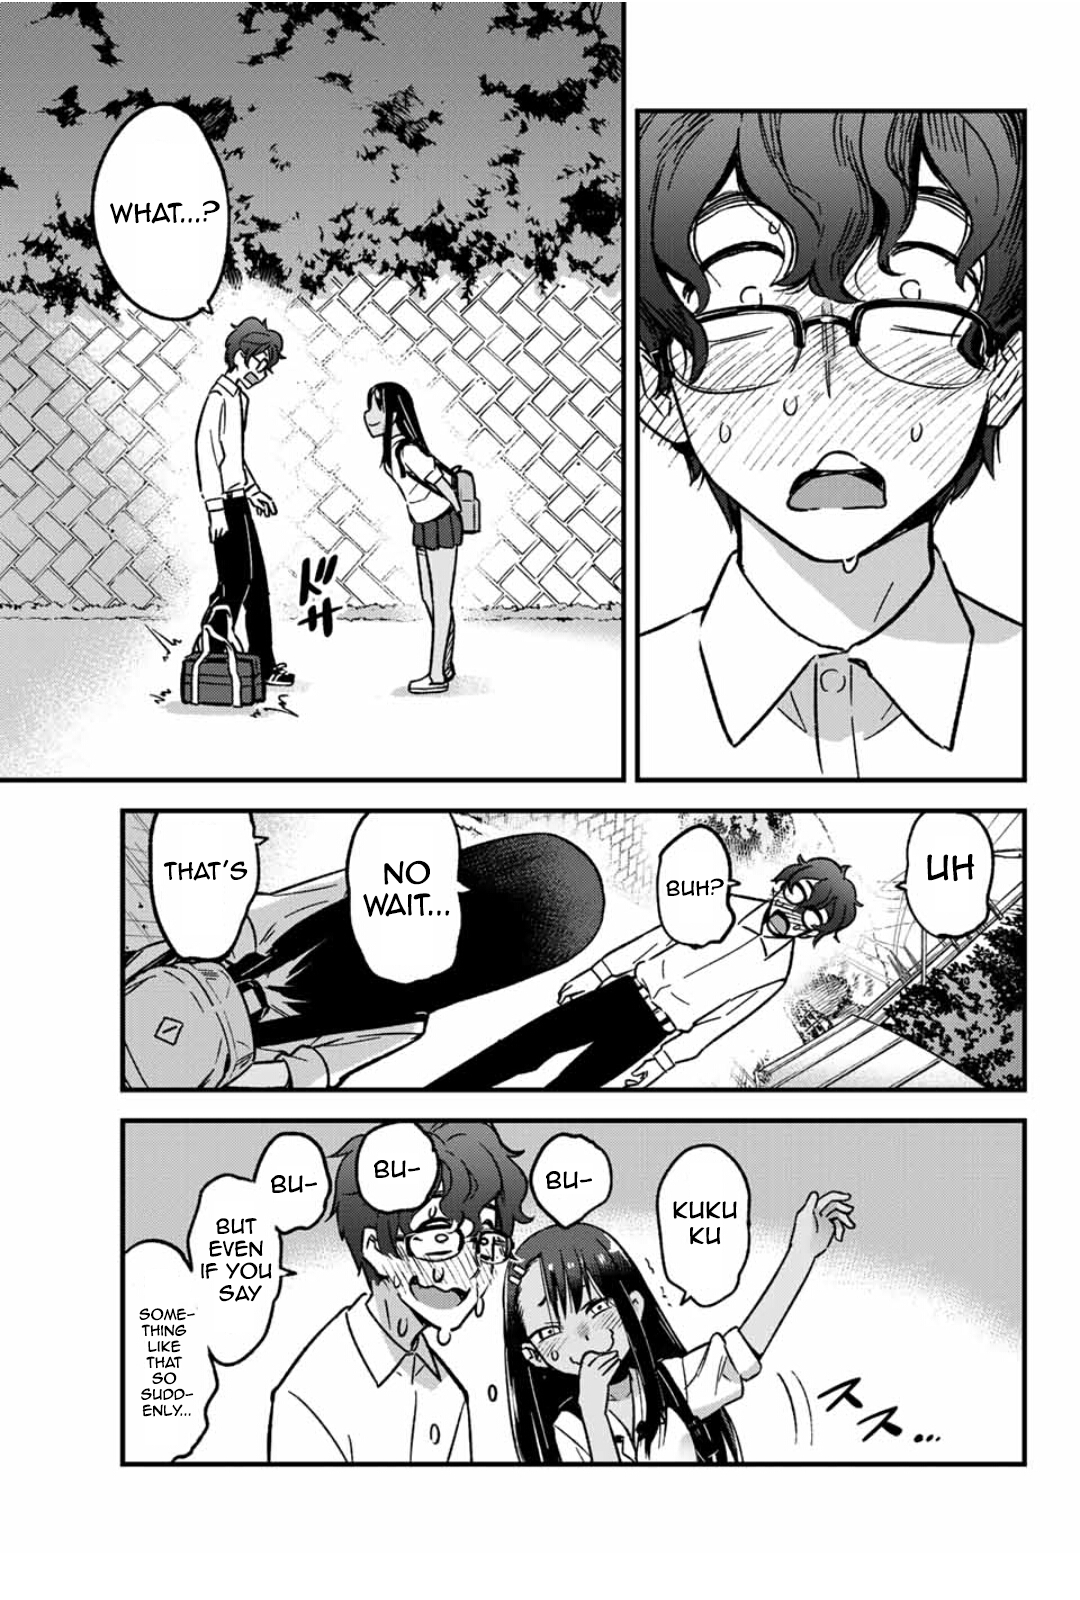 WHAT...?
ドサ
UH
BUH?
NO
WAIT...
THAT'S
KUKU
KU
BU-
BU-
BU-
BUT
EVEN
IF YOU
SAY
SOME-
THING
LIKE
THAT
SO
SUDD-
ENLY...
スス...